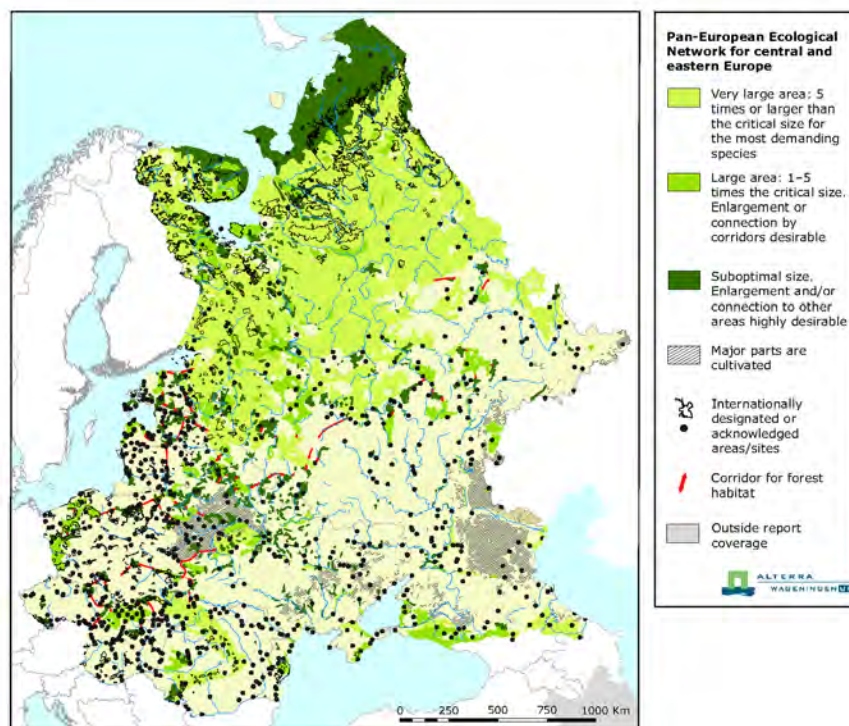 Pan-European Ecological
Network for central and
eastern Europe
Very large area: 5
times or larger than
the critical size for
the most demanding
species
Large area: 1–5
times the critical size.
Enlargement or
connection by
corridors desirable
Suboptimal size.
Enlargement and/or
connection to other
areas highly desirable
Major parts are
cultivated
Internationally
designated or
acknowledged
areas/sites
Corridor for forest
habitat
Outside report
coverage
ALTERRA
WAGENINGEN UR
0 250 500 1000 Km